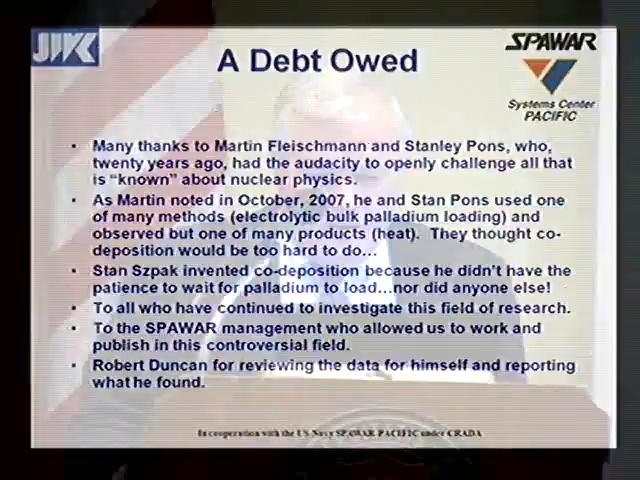 JWK
SPAWAR
A Debt Owed
Systems Center
PACIFIC
• Many thanks to Martin Fleischmann and Stanley Pons, who,
twenty years ago, had the audacity to openly challenge all that
is “known” about nuclear physics.
• As Martin noted in October, 2007, he and Stan Pons used one
of many methods (electrolytic bulk palladium loading) and
observed but one of many products (heat). They thought co-
deposition would be too hard to do…
• Stan Szpak invented co-deposition because he didn’t have the
patience to wait for palladium to load…nor did anyone else!
• To all who have continued to investigate this field of research.
• To the SPAWAR management who allowed us to work and
publish in this controversial field.
• Robert Duncan for reviewing the data for himself and reporting
what he found.
In cooperation with the US Navy SPAWAR PACIFIC under CRADA